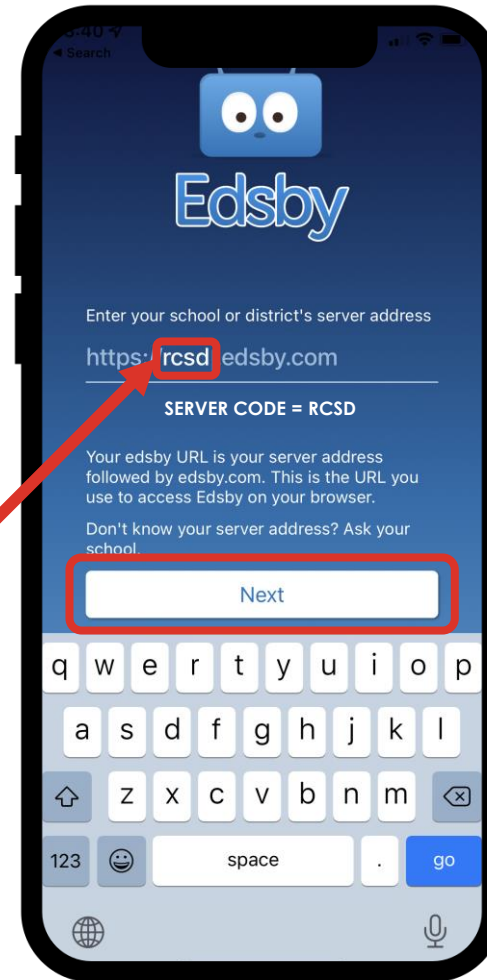 3:40
◀ Search
Edsby
Enter your school or district's server address
https://rcsd.edsby.com
SERVER CODE = RCSD
Your edsby URL is your server address
followed by edsby.com. This is the URL you
use to access Edsby on your browser.
Don't know your server address? Ask your
school.
Next
q w e r t y u i o p
a s d f g h j k l
z x c v b n m
123 space . go